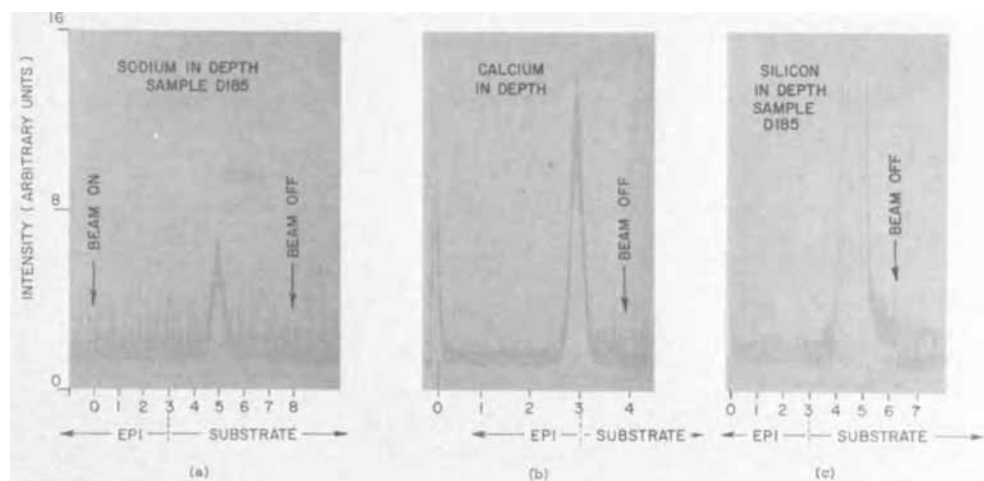 16
8
0
INTENSITY (ARBITRARY UNITS)
SODIUM IN DEPTH
SAMPLE D185
BEAM ON
BEAM OFF
0 1 2 3 4 5 6 7 8
EPI SUBSTRATE
(a)
CALCIUM
IN DEPTH
BEAM OFF
0 1 2 3 4
EPI SUBSTRATE
(b)
SILICON
IN DEPTH
SAMPLE
D185
BEAM OFF
0 1 2 3 4 5 6 7
EPI SUBSTRATE
(c)